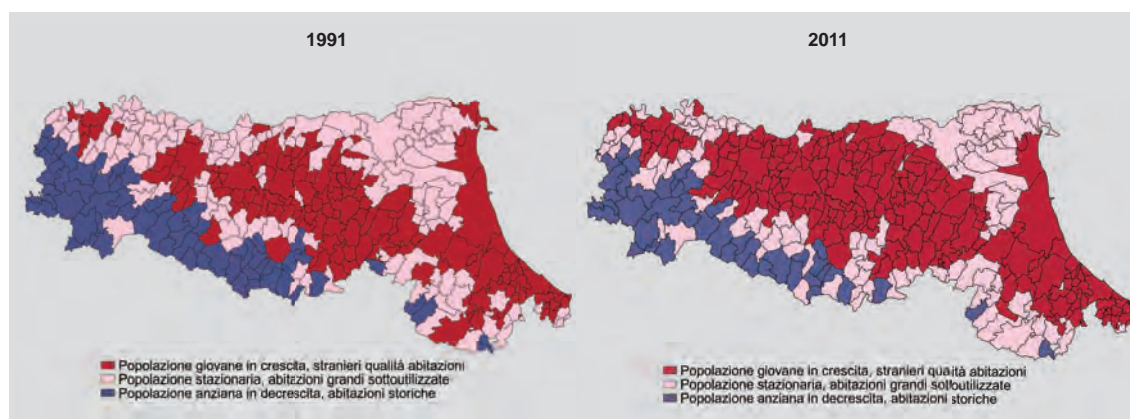 1991
2011
Popolazione giovane in crescita, stranieri qualità abitazioni
Popolazione stazionaria, abitazioni grandi sottoutilizzate
Popolazione anziana in decrescita, abitazioni storiche
Popolazione giovane in crescita, stranieri qualità abitazioni
Popolazione stazionaria, abitazioni grandi sottoutilizzate
Popolazione anziana in decrescita, abitazioni storiche